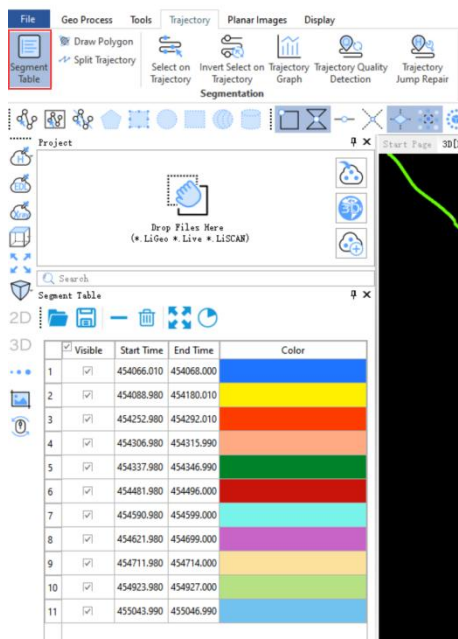 File Geo Process Tools Trajectory Planar Images Display
Segment Table
Draw Polygon
Split Trajectory
Select on Trajectory
Invert Select on Trajectory
Trajectory Graph
Trajectory Quality Detection
Trajectory Jump Repair
Segmentation
Project
Start Page 3D[
H
EOL
Xcross
Drop Files Here
(*.LiGeo *.Live *.LiSCAN)
3D
Search
Segment Table
2D
3D
Visible Start Time End Time Color
1 454066.010 454068.000
2 454088.980 454180.010
3 454252.980 454292.010
4 454306.980 454315.990
5 454337.980 454346.990
6 454481.980 454496.000
7 454590.980 454599.000
8 454621.980 454699.000
9 454711.980 454714.000
10 454923.980 454927.000
11 455043.990 455046.990